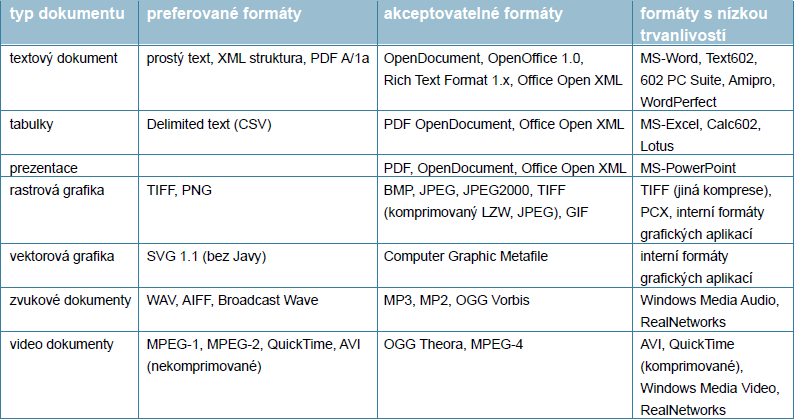 typ dokumentu preferované formáty akceptovatelné formáty formáty s nízkou
trvanlivostí
textový dokument prostý text, XML struktura, PDF A/1a OpenDocument, OpenOffice 1.0, MS-Word, Text602,
Rich Text Format 1.x, Office Open XML 602 PC Suite, Amipro,
WordPerfect
tabulky Delimited text (CSV) PDF OpenDocument, Office Open XML MS-Excel, Calc602,
Lotus
prezentace PDF, OpenDocument, Office Open XML MS-PowerPoint
rastrová grafika TIFF, PNG BMP, JPEG, JPEG2000, TIFF TIFF (jiná komprese),
(komprimovaný LZW, JPEG), GIF PCX, interní formáty
grafických aplikací
vektorová grafika SVG 1.1 (bez Javy) Computer Graphic Metafile interní formáty
grafických aplikací
zvukové dokumenty WAV, AIFF, Broadcast Wave MP3, MP2, OGG Vorbis Windows Media Audio,
RealNetworks
video dokumenty MPEG-1, MPEG-2, QuickTime, AVI OGG Theora, MPEG-4 AVI, QuickTime
(nekomprimované) (komprimované),
Windows Media Video,
RealNetworks